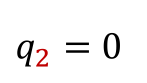 q₂ = 0